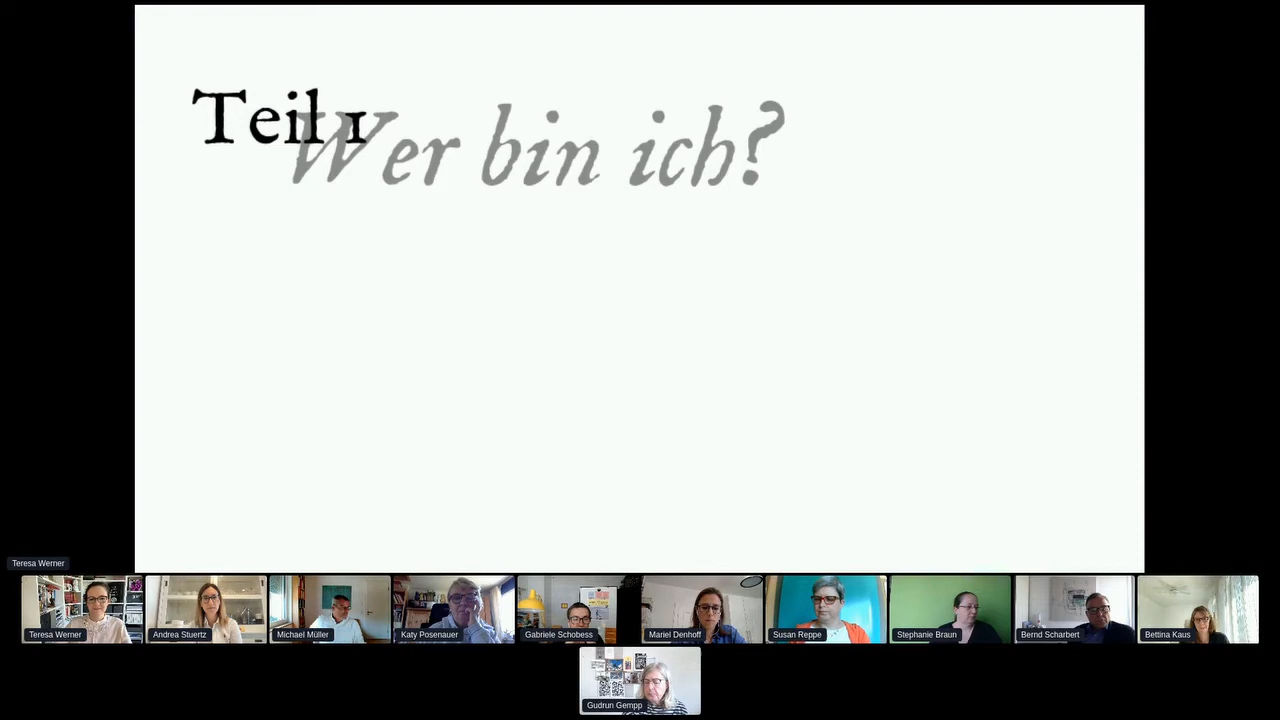 Teil 1
Wer bin ich?
Teresa Werner
Teresa Werner
Andrea Stuertz
Michael Müller
Katy Posenauer
Gabriele Schobess
Mariel Denhoff
Susan Reppe
Stephanie Braun
Bernd Scharbert
Bettina Kaus
Gudrun Gempp